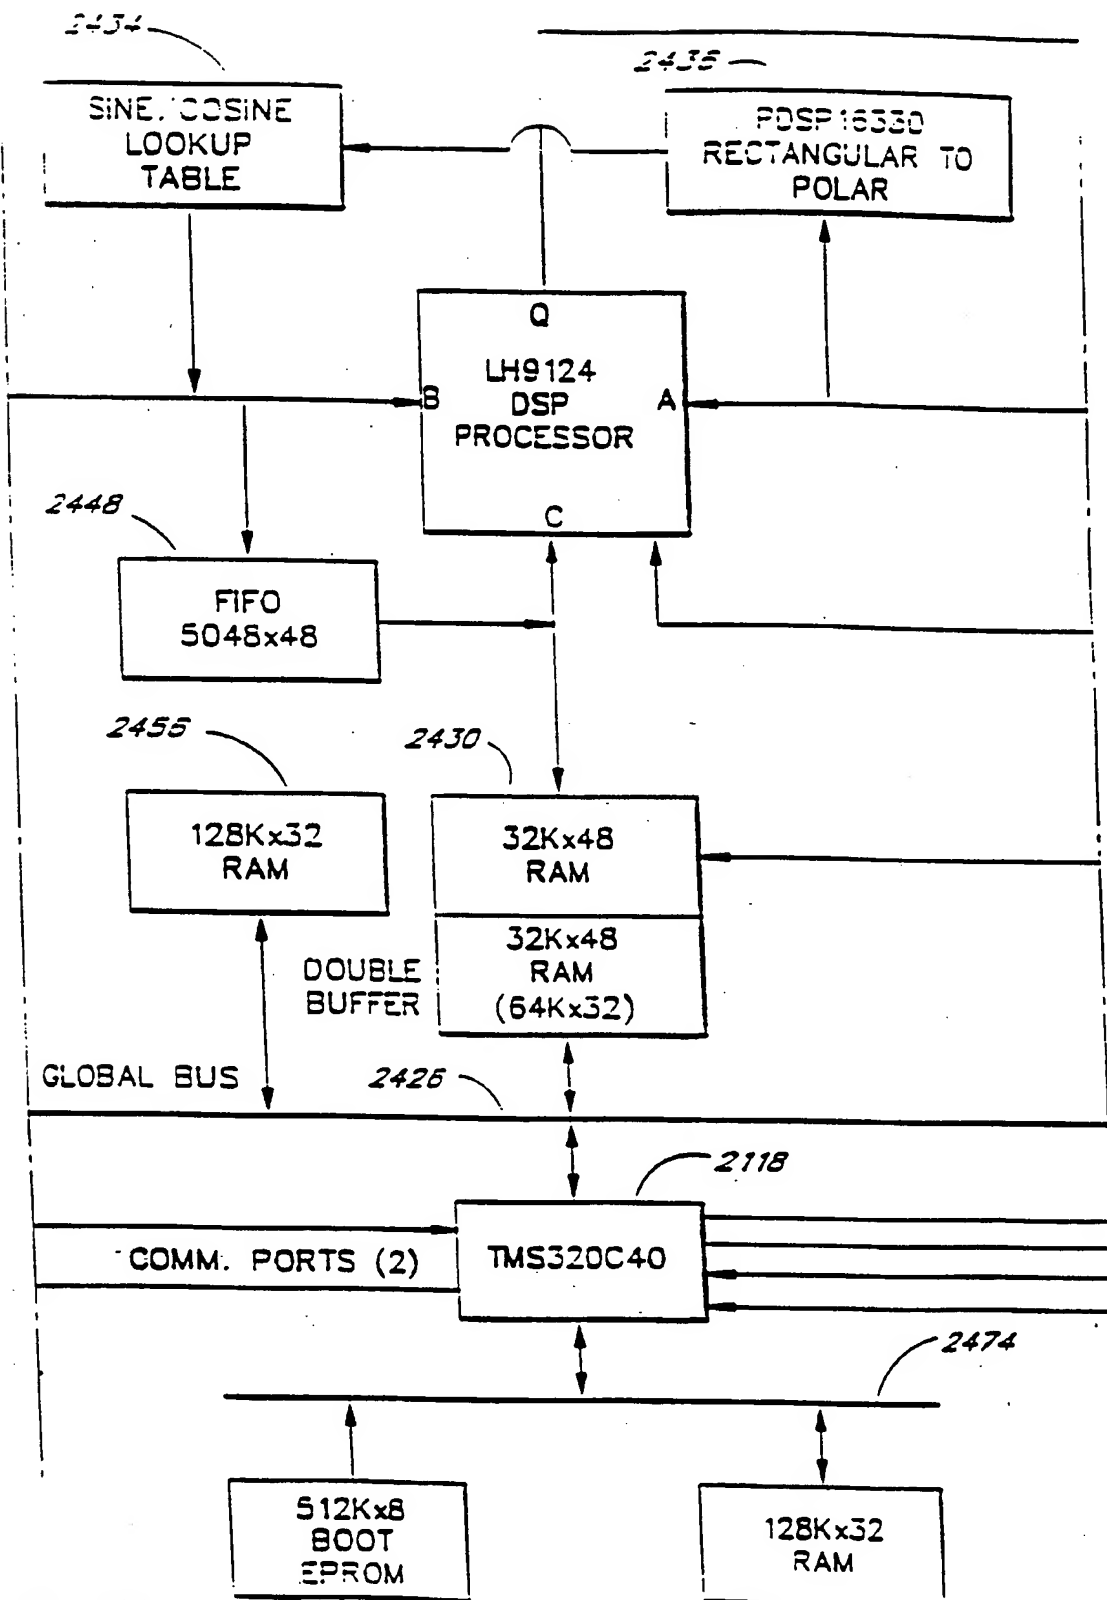 2434
2436
SINE/COSINE
LOOKUP
TABLE
PDSP16330
RECTANGULAR TO
POLAR
Q
LH9124
DSP
PROCESSOR
B
A
C
2448
FIFO
5048x48
2455
2430
128Kx32
RAM
32Kx48
RAM
DOUBLE
BUFFER
32Kx48
RAM
(64Kx32)
GLOBAL BUS
2426
2118
COMM. PORTS (2)
TMS320C40
2474
512Kx8
BOOT
EPROM
128Kx32
RAM